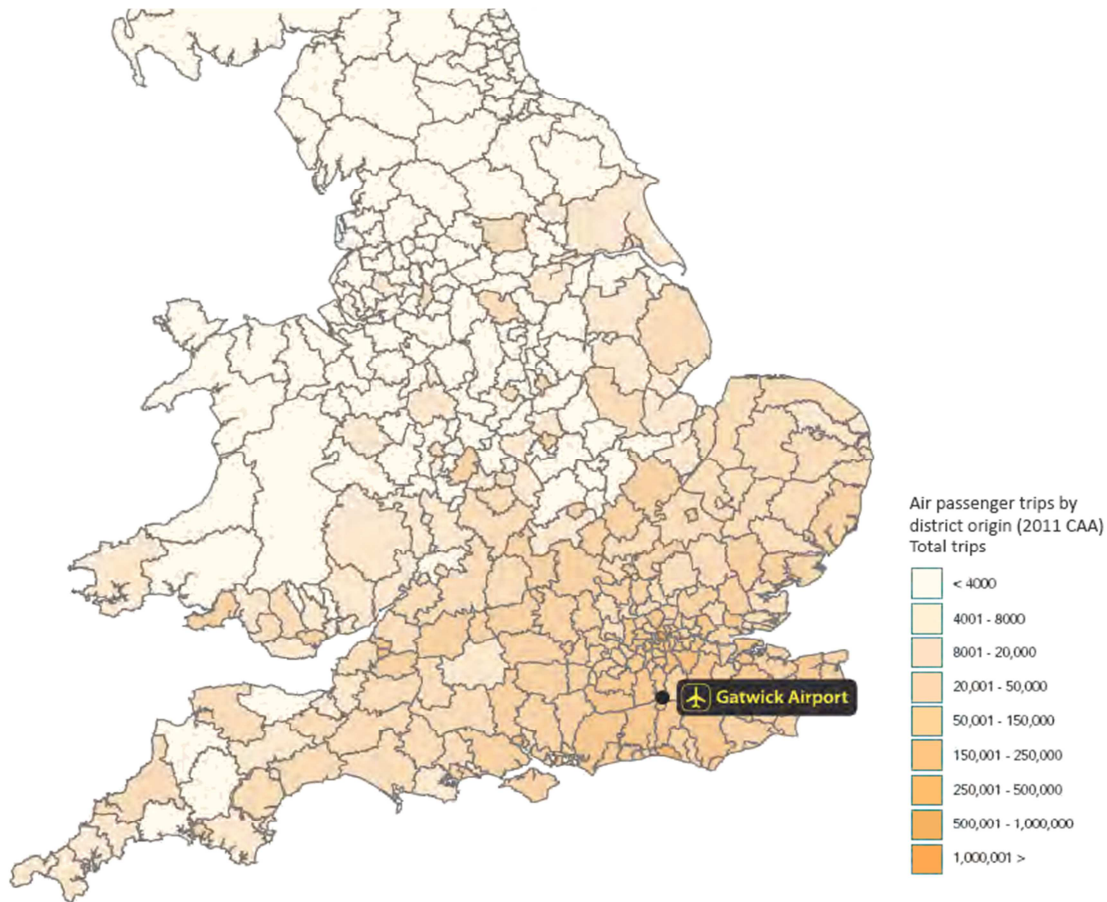 Gatwick Airport
Air passenger trips by
district origin (2011 CAA)
Total trips
< 4000
4001 - 8000
8001 - 20,000
20,001 - 50,000
50,001 - 150,000
150,001 - 250,000
250,001 - 500,000
500,001 - 1,000,000
1,000,001 >